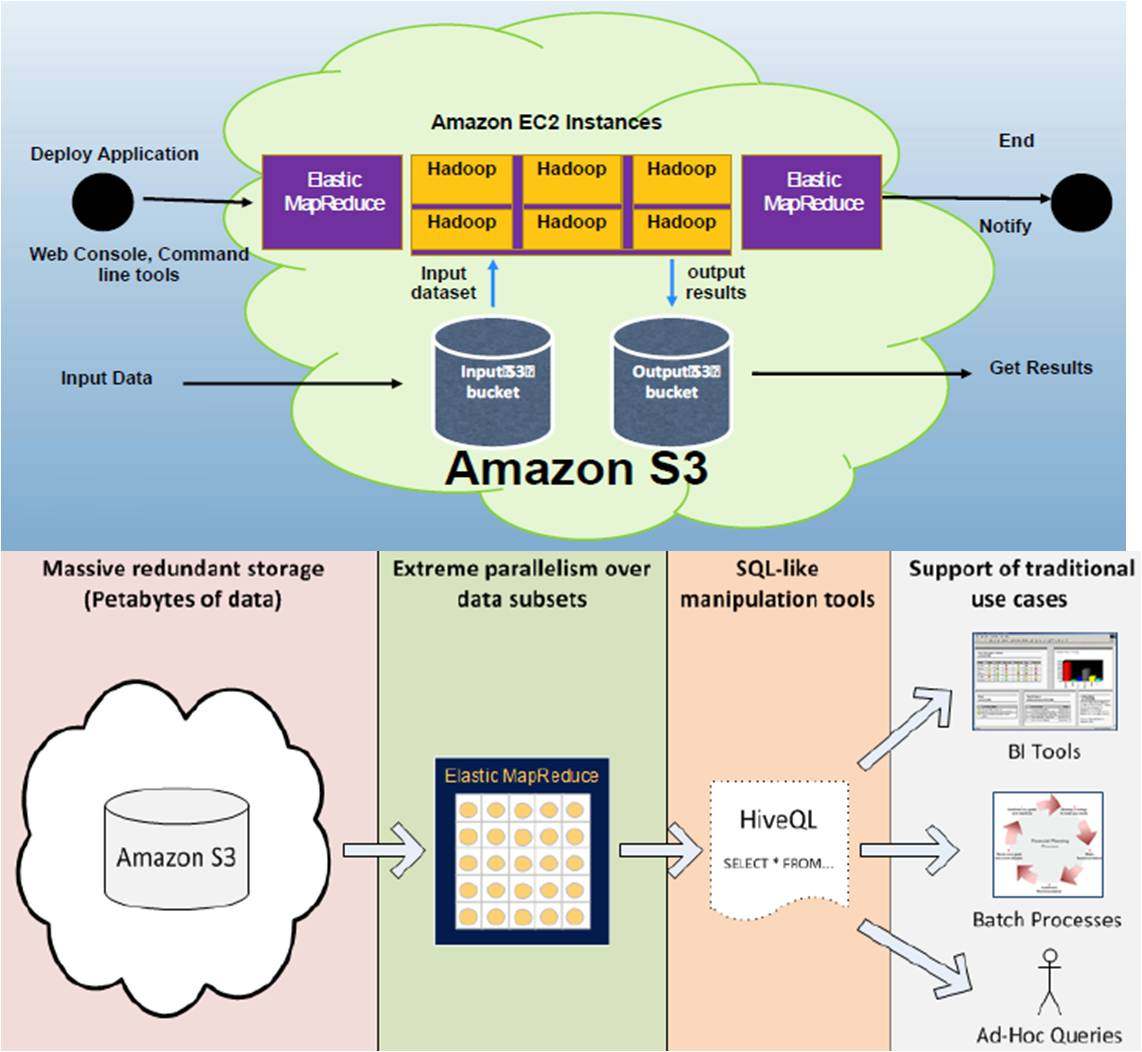 Amazon EC2 Instances
Deploy Application
End
Elastic
MapReduce
Hadoop
Hadoop
Hadoop
Hadoop
Hadoop
Hadoop
Elastic
MapReduce
Notify
Web Console, Command
line tools
Input
dataset
output
results
Input Data
Input S3
bucket
Output S3
bucket
Get Results
Amazon S3
Massive redundant storage
(Petabytes of data)
Extreme parallelism over
data subsets
SQL-like
manipulation tools
Support of traditional
use cases
Amazon S3
Elastic MapReduce
HiveQL
SELECT * FROM...
BI Tools
Financial Planning
Batch Processes
Ad-Hoc Queries